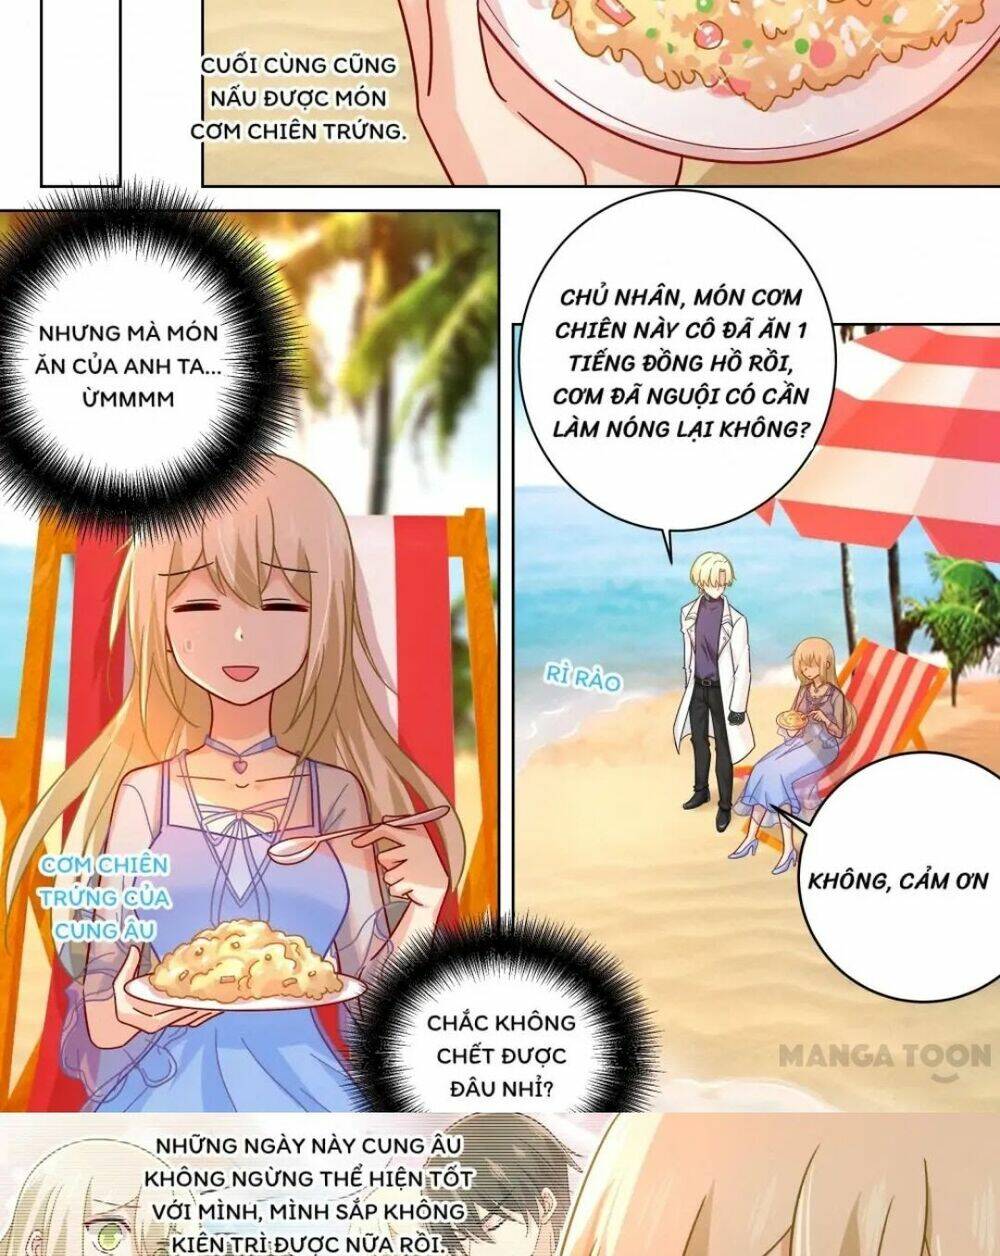 CUỐI CÙNG CŨNG
NẤU ĐƯỢC MÓN
CƠM CHIÊN TRỨNG.
NHƯNG MÀ MÓN
ĂN CỦA ANH TA...
ỪMMMM
CHỦ NHÂN, MÓN CƠM
CHIÊN NÀY CÔ ĐÃ ĂN 1
TIẾNG ĐỒNG HỒ RỒI,
CƠM ĐÃ NGUỘI CÓ CẦN
LÀM NÓNG LẠI KHÔNG?
RÌ RÀO
KHÔNG, CẢM ƠN
CƠM CHIÊN
TRỨNG CỦA
CUNG ÂU
CHẮC KHÔNG
CHẾT ĐƯỢC
ĐÂU NHỈ?
MANGA TOON
NHỮNG NGÀY NÀY CUNG ÂU
KHÔNG NGỪNG THỂ HIỆN TỐT
VỚI MÌNH, MÌNH SẮP KHÔNG
KIÊN TRÌ ĐƯỢC NỮA RỒI.